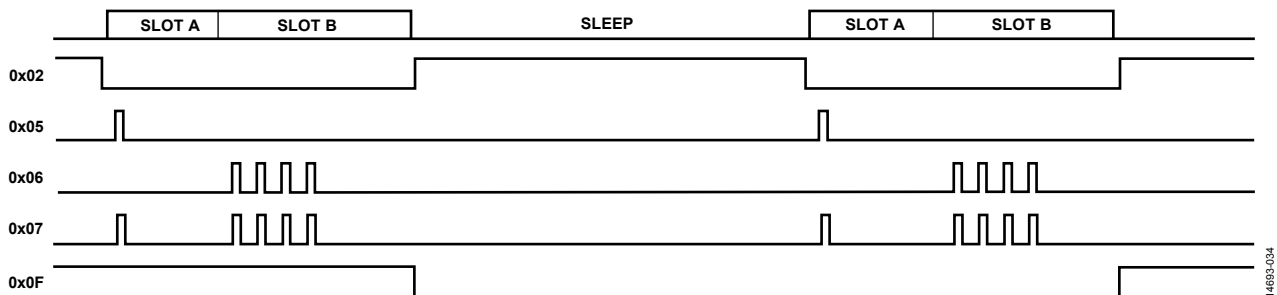 SLOT A SLOT B SLEEP SLOT A SLOT B
0x02
0x05
0x06
0x07
0x0F
14693-034